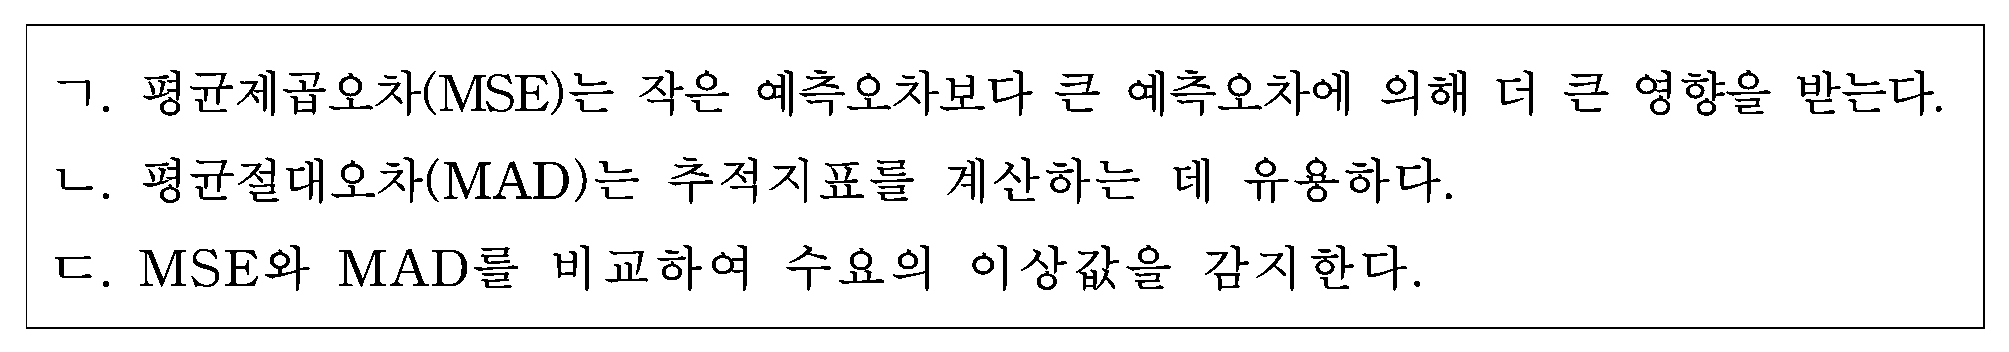 ㄱ. 평균제곱오차(MSE)는 작은 예측오차보다 큰 예측오차에 의해 더 큰 영향을 받는다.
ㄴ. 평균절대오차(MAD)는 추적지표를 계산하는 데 유용하다.
ㄷ. MSE와 MAD를 비교하여 수요의 이상값을 감지한다.